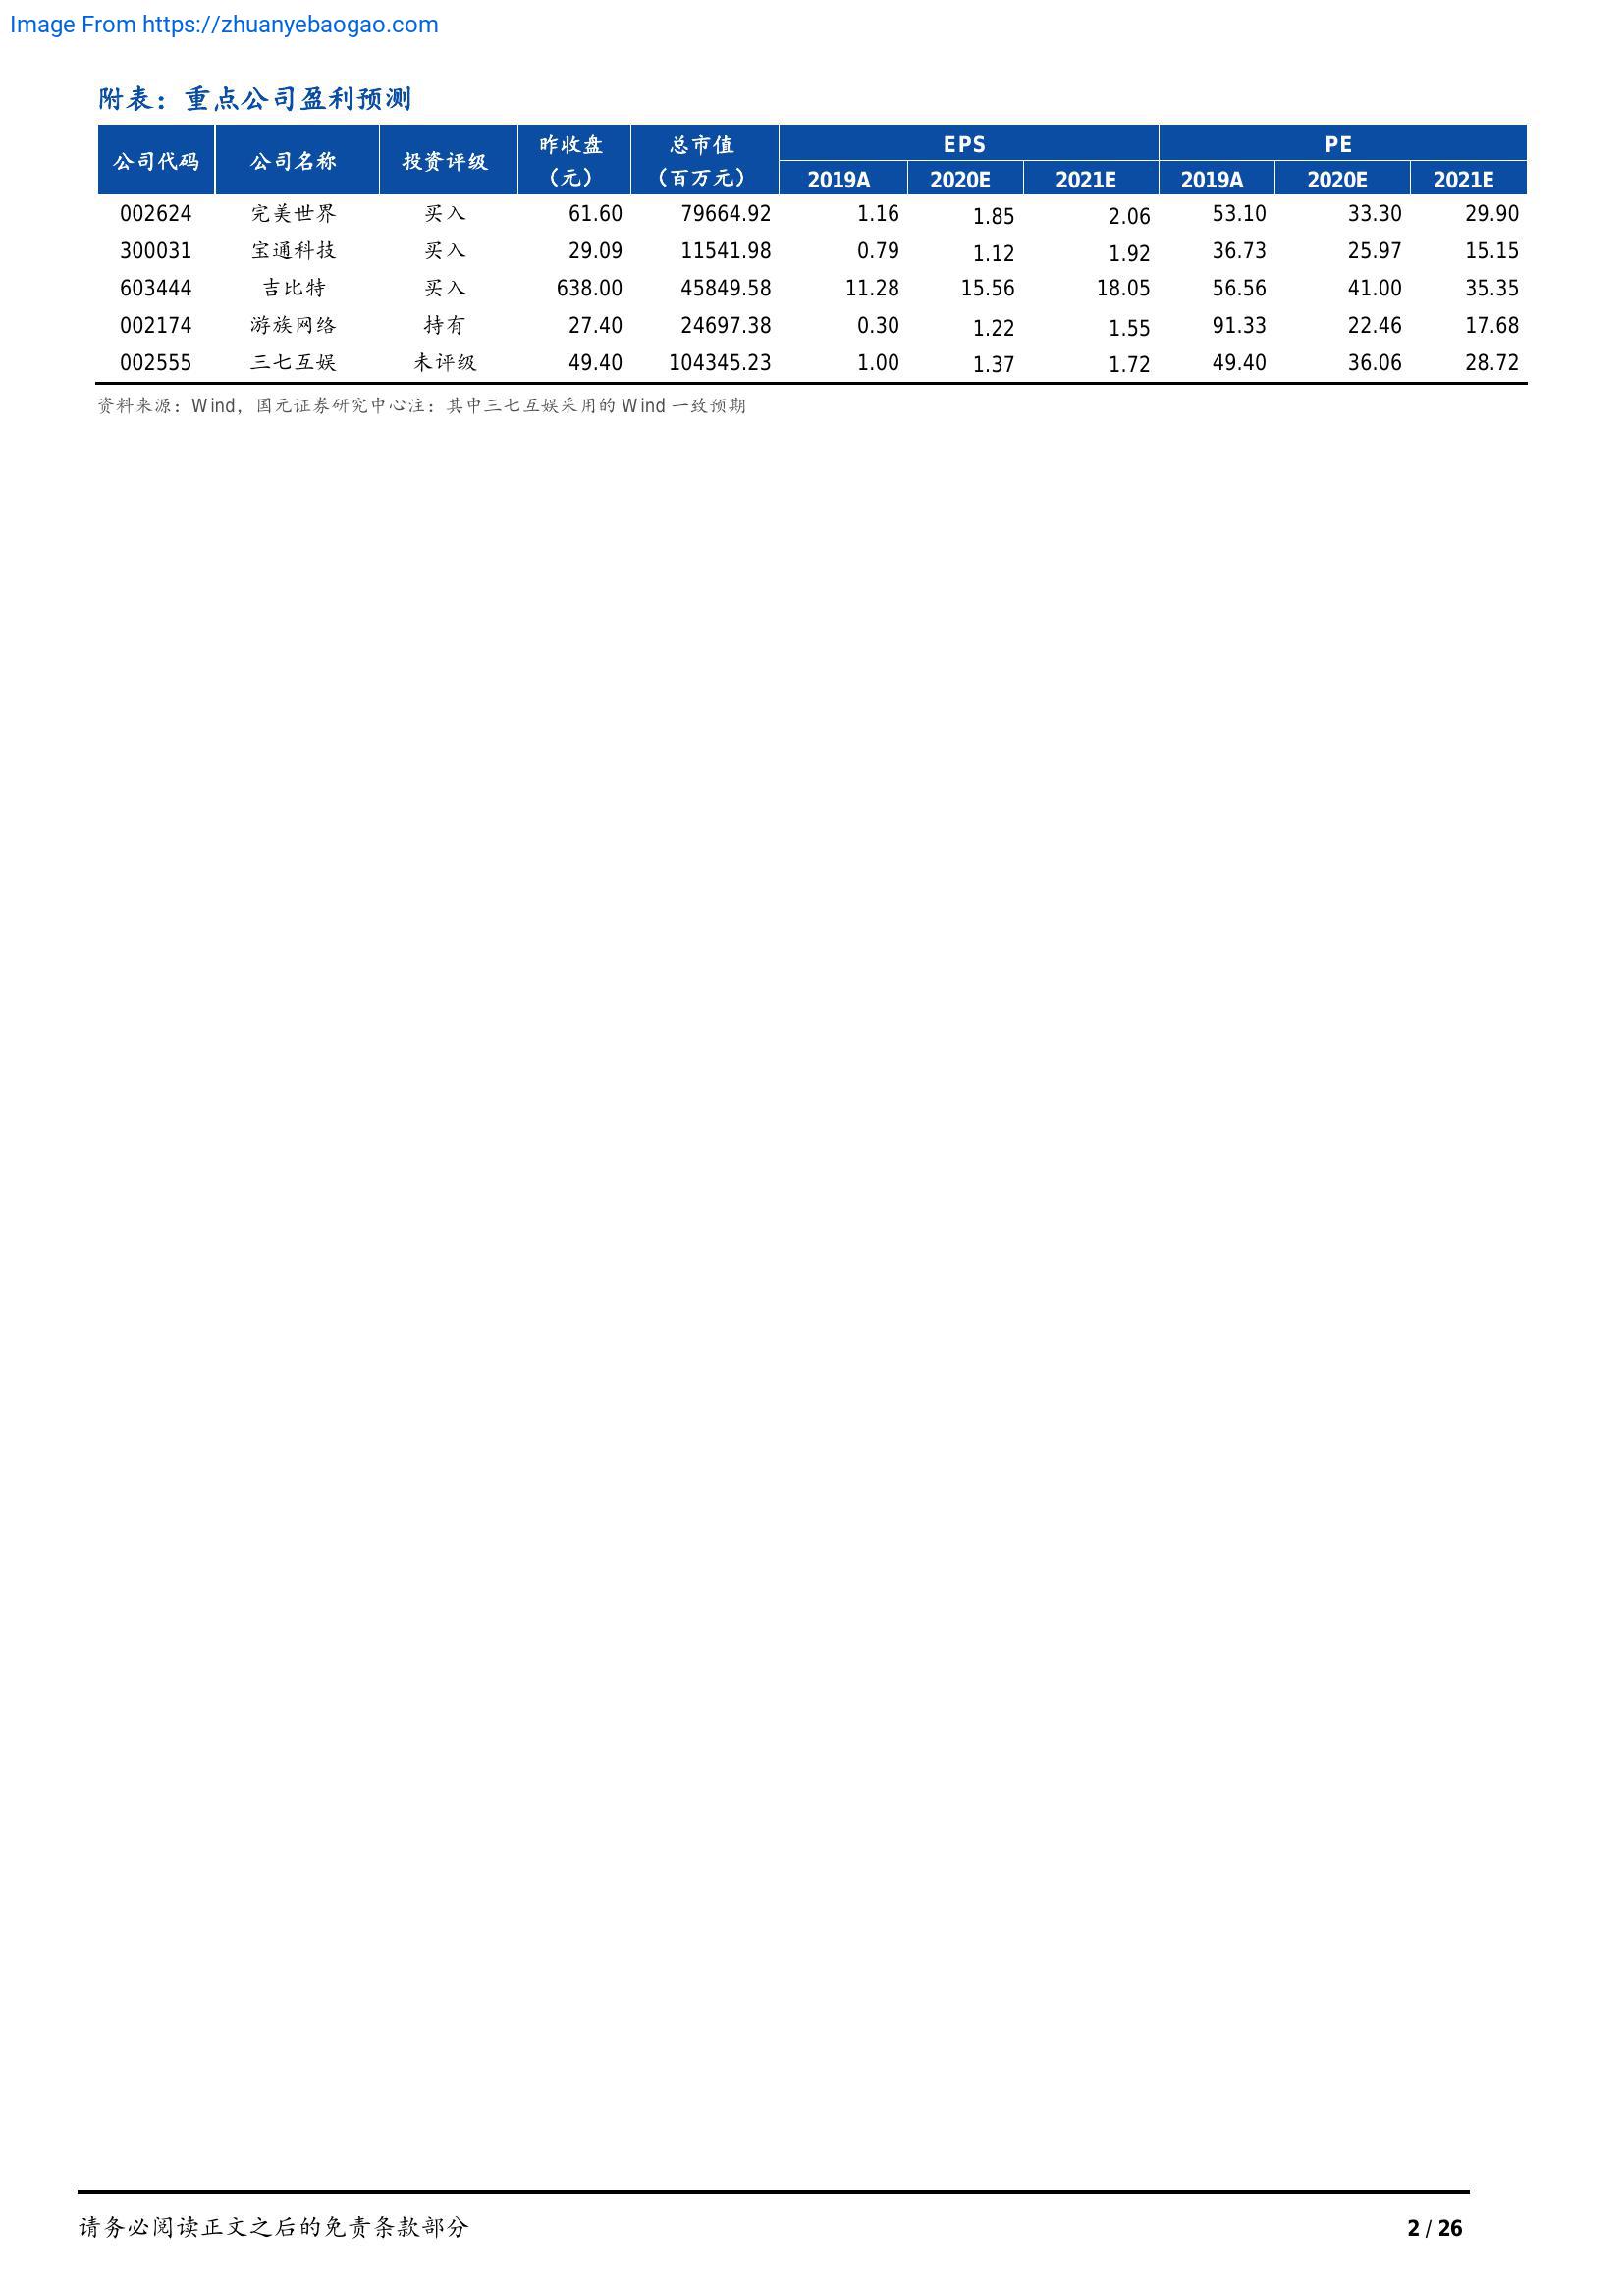 Image From https://zhuanyebaogao.com
附表：重点公司盈利预测
公司代码 公司名称 投资评级 昨收盘（元） 总市值（百万元） EPS PE
2019A 2020E 2021E 2019A 2020E 2021E
002624 完美世界 买入 61.60 79664.92 1.16 1.85 2.06 53.10 33.30 29.90
300031 宝通科技 买入 29.09 11541.98 0.79 1.12 1.92 36.73 25.97 15.15
603444 吉比特 买入 638.00 45849.58 11.28 15.56 18.05 56.56 41.00 35.35
002174 游族网络 持有 27.40 24697.38 0.30 1.22 1.55 91.33 22.46 17.68
002555 三七互娱 未评级 49.40 104345.23 1.00 1.37 1.72 49.40 36.06 28.72
资料来源：Wind，国元证券研究中心注：其中三七互娱采用的 Wind 一致预期
请务必阅读正文之后的免责条款部分 2 / 26